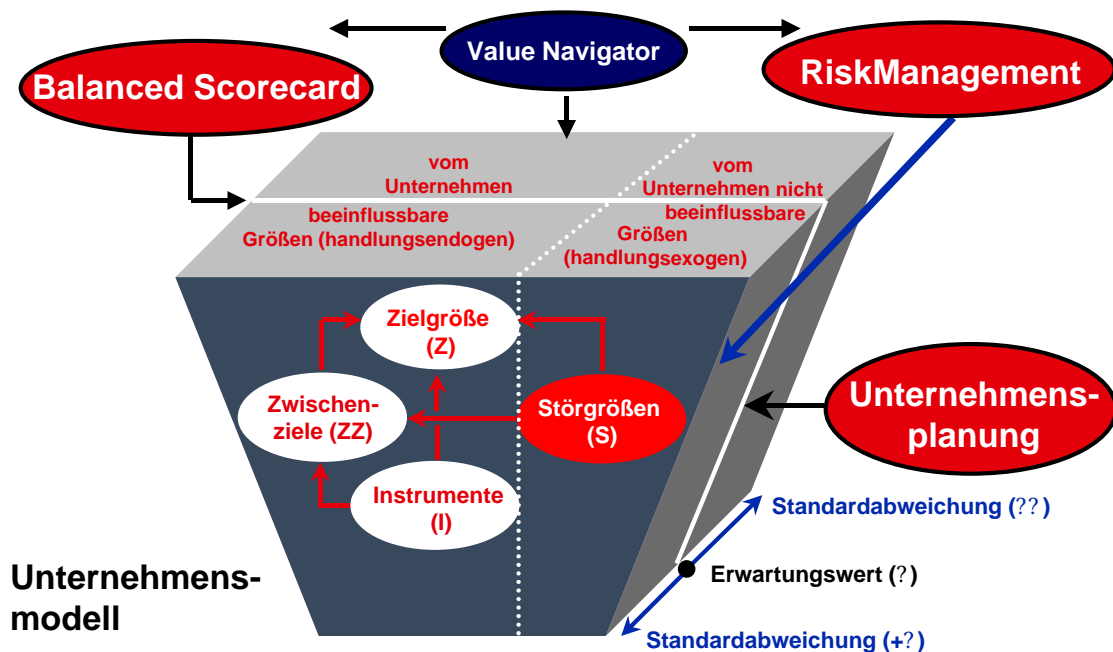 Value Navigator
Balanced Scorecard
RiskManagement
vom
Unternehmen
beeinflussbare
Größen (handlungsendogen)
vom
Unternehmen nicht
beeinflussbare
Größen
(handlungsexogen)
Zielgröße
(Z)
Zwischen-
ziele (ZZ)
Störgrößen
(S)
Instrumente
(I)
Unternehmens-
planung
Standardabweichung (??)
Erwartungswert (?)
Standardabweichung (+?)
Unternehmens-
modell